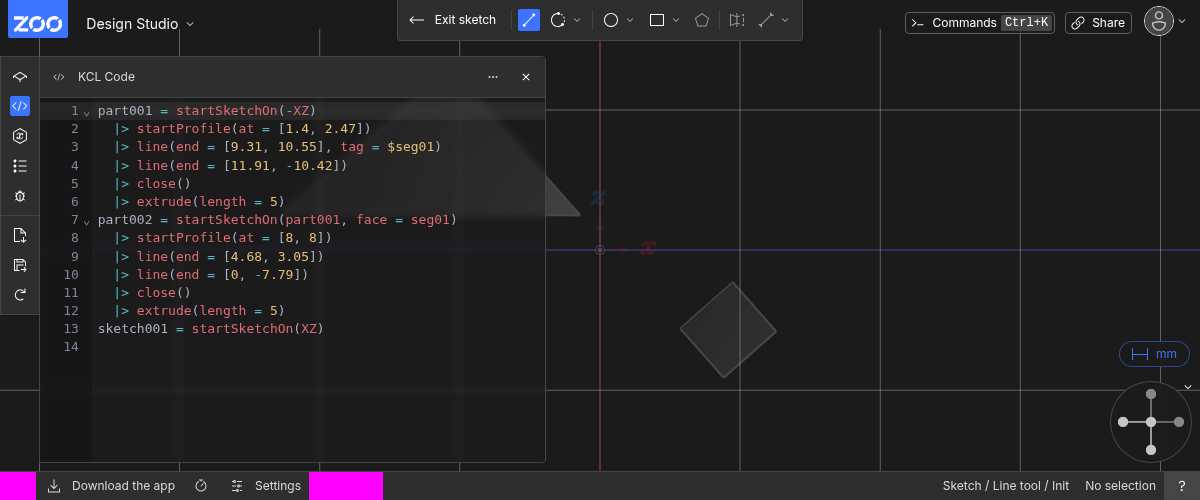 ZOO
Design Studio
Exit sketch
Commands Ctrl+K
Share
KCL Code
1 part001 = startSketchOn(-XZ)
2 |> startProfile(at = [1.4, 2.47])
3 |> line(end = [9.31, 10.55], tag = $seg01)
4 |> line(end = [11.91, -10.42])
5 |> close()
6 |> extrude(length = 5)
7 part002 = startSketchOn(part001, face = seg01)
8 |> startProfile(at = [8, 8])
9 |> line(end = [4.68, 3.05])
10 |> line(end = [0, -7.79])
11 |> close()
12 |> extrude(length = 5)
13 sketch001 = startSketchOn(XZ)
14
z
x
mm
Download the app
Settings
Sketch / Line tool / Init
No selection
?